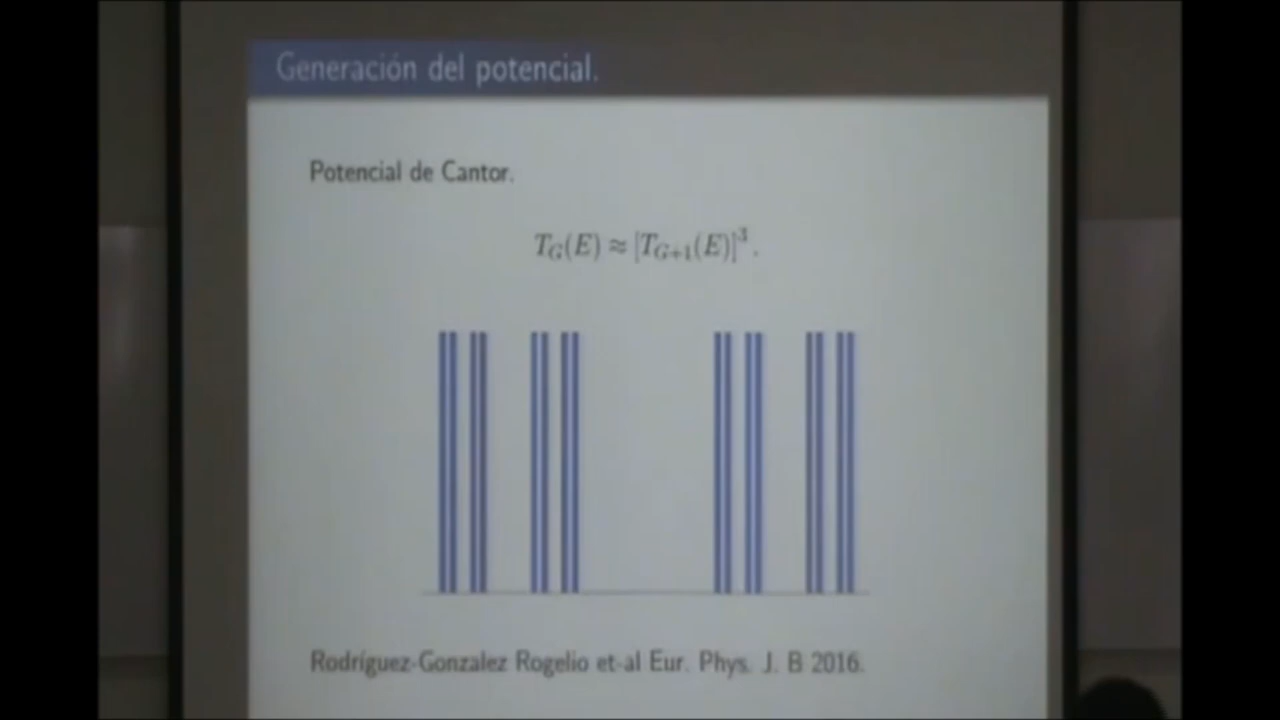 Generación del potencial.
Potencial de Cantor.
T_G(E) ≈ [T_{G+1}(E)]^3.
Rodríguez-Gonzalez Rogelio et-al Eur. Phys. J. B 2016.